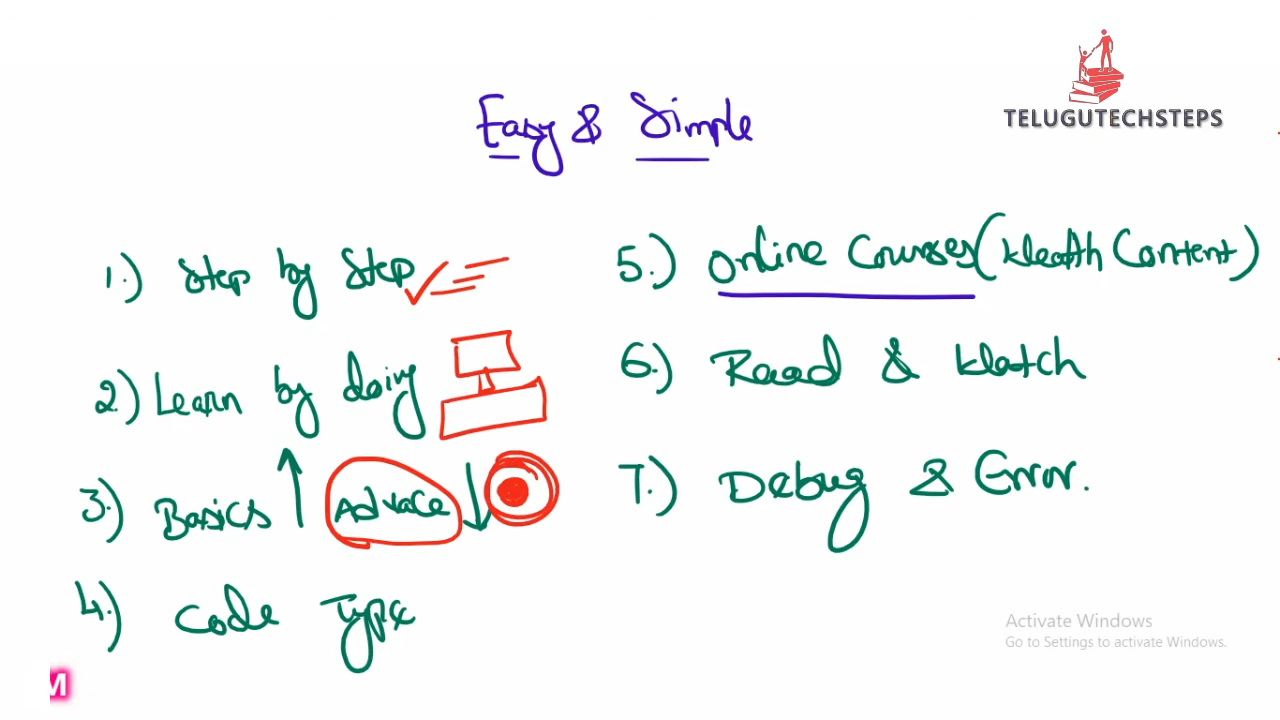 TELUGUTECHSTEPS
Easy & Simple
1.) Step by Step
2.) Learn by doing
3.) Basics Advace
4.) Code Type
5.) Online Courses (Wealth Content)
6.) Read & Watch
7.) Debug & Error.
Activate Windows
Go to Settings to activate Windows.
M